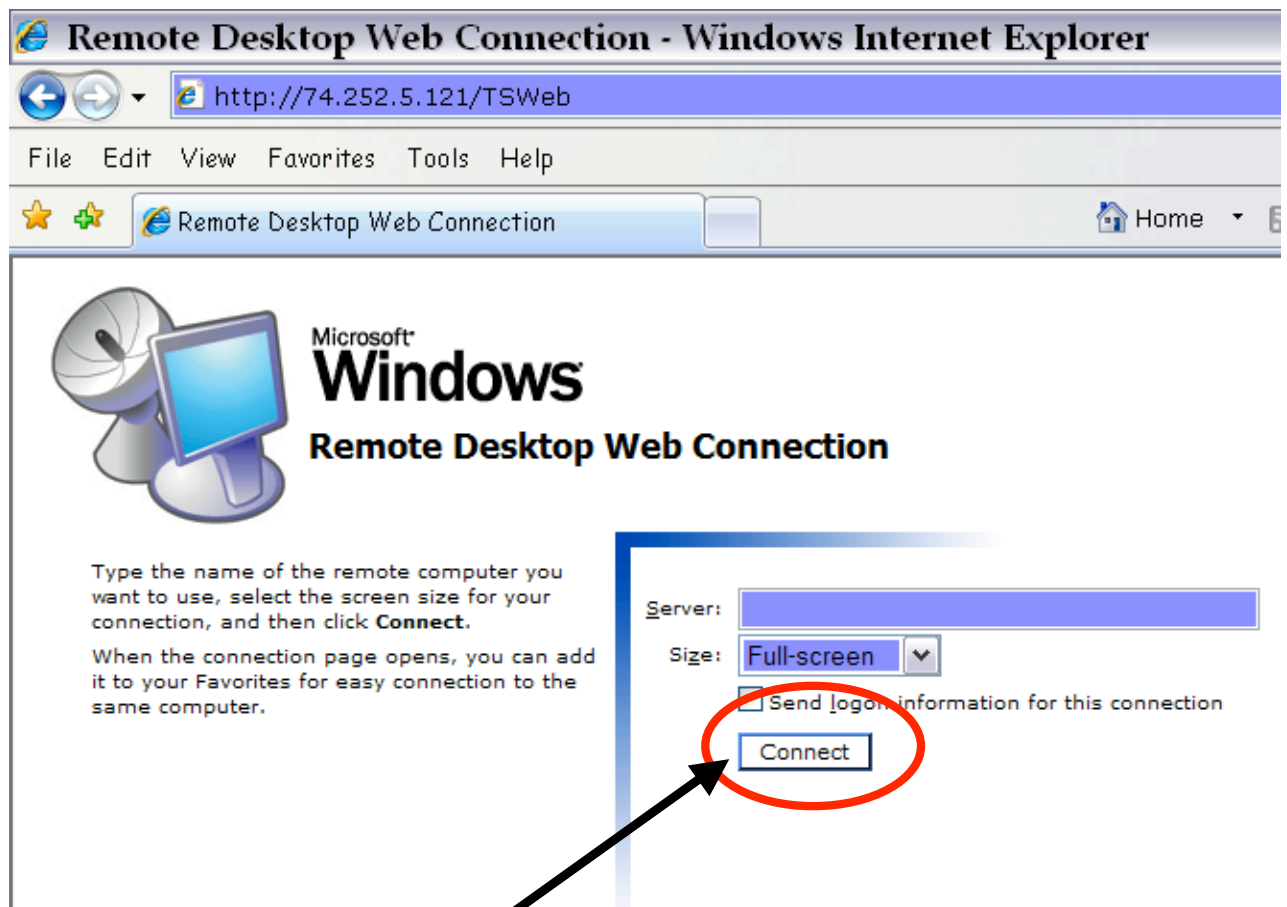 Remote Desktop Web Connection - Windows Internet Explorer
http://74.252.5.121/TSWeb
File Edit View Favorites Tools Help
Remote Desktop Web Connection
Home
Microsoft
Windows
Remote Desktop Web Connection
Type the name of the remote computer you
want to use, select the screen size for your
connection, and then click Connect.
When the connection page opens, you can add
it to your Favorites for easy connection to the
same computer.
Server:
Size: Full-screen
Send logon information for this connection
Connect